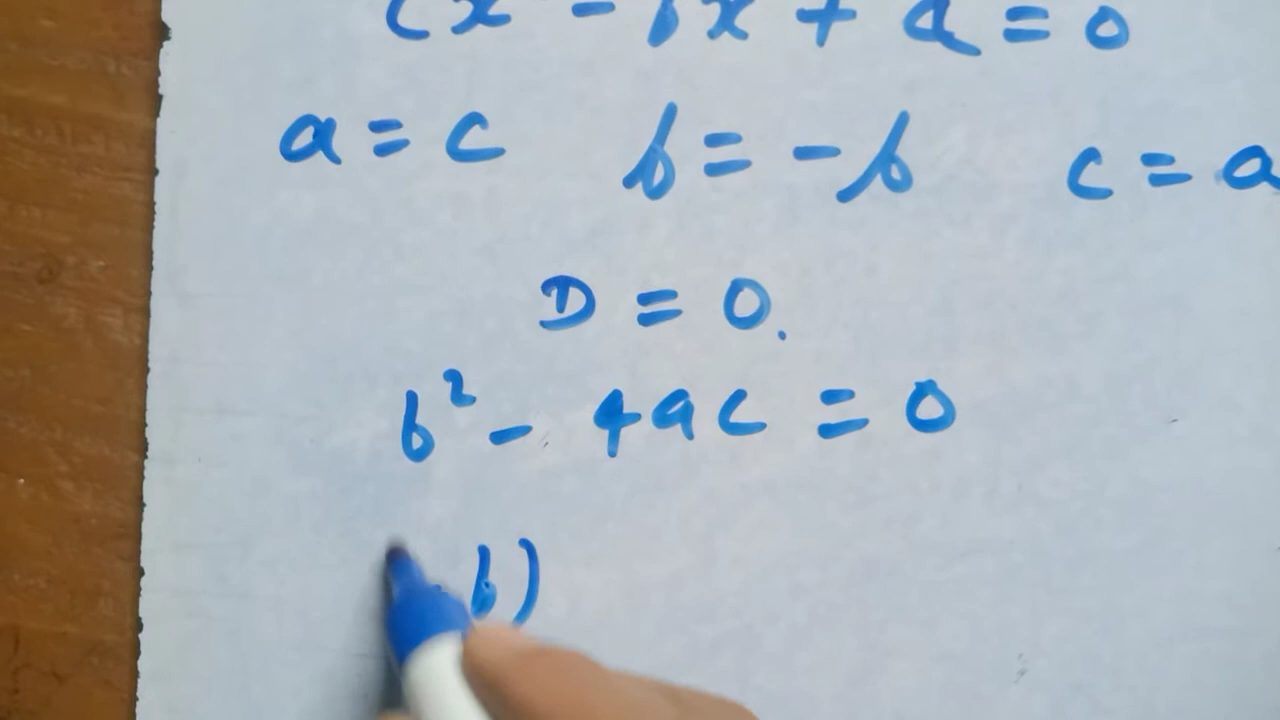 cx² - bx + a = 0
a = c b = -b c = a
D = 0.
b² - 4ac = 0
-b)